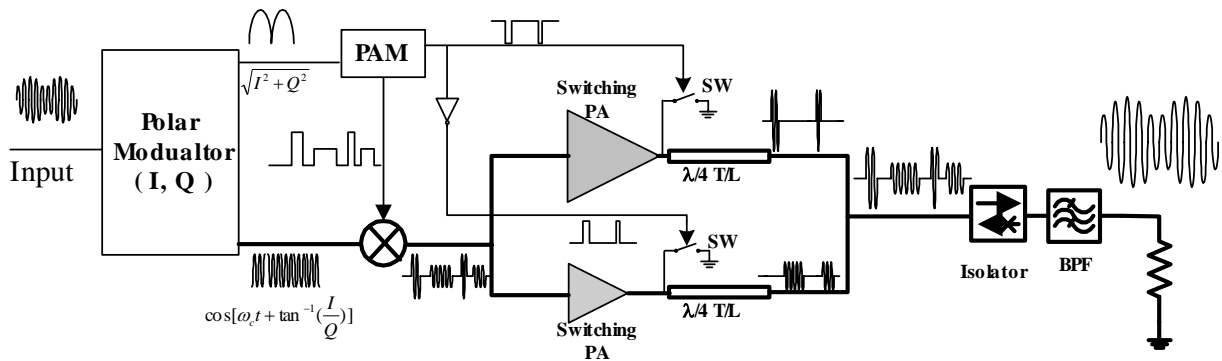 Input
Polar
Modualtor
( I, Q )
√I² + Q²
PAM
cos[ω_c t + tan⁻¹(I/Q)]
Switching
PA
SW
λ/4 T/L
SW
Switching
PA
λ/4 T/L
Isolator
BPF